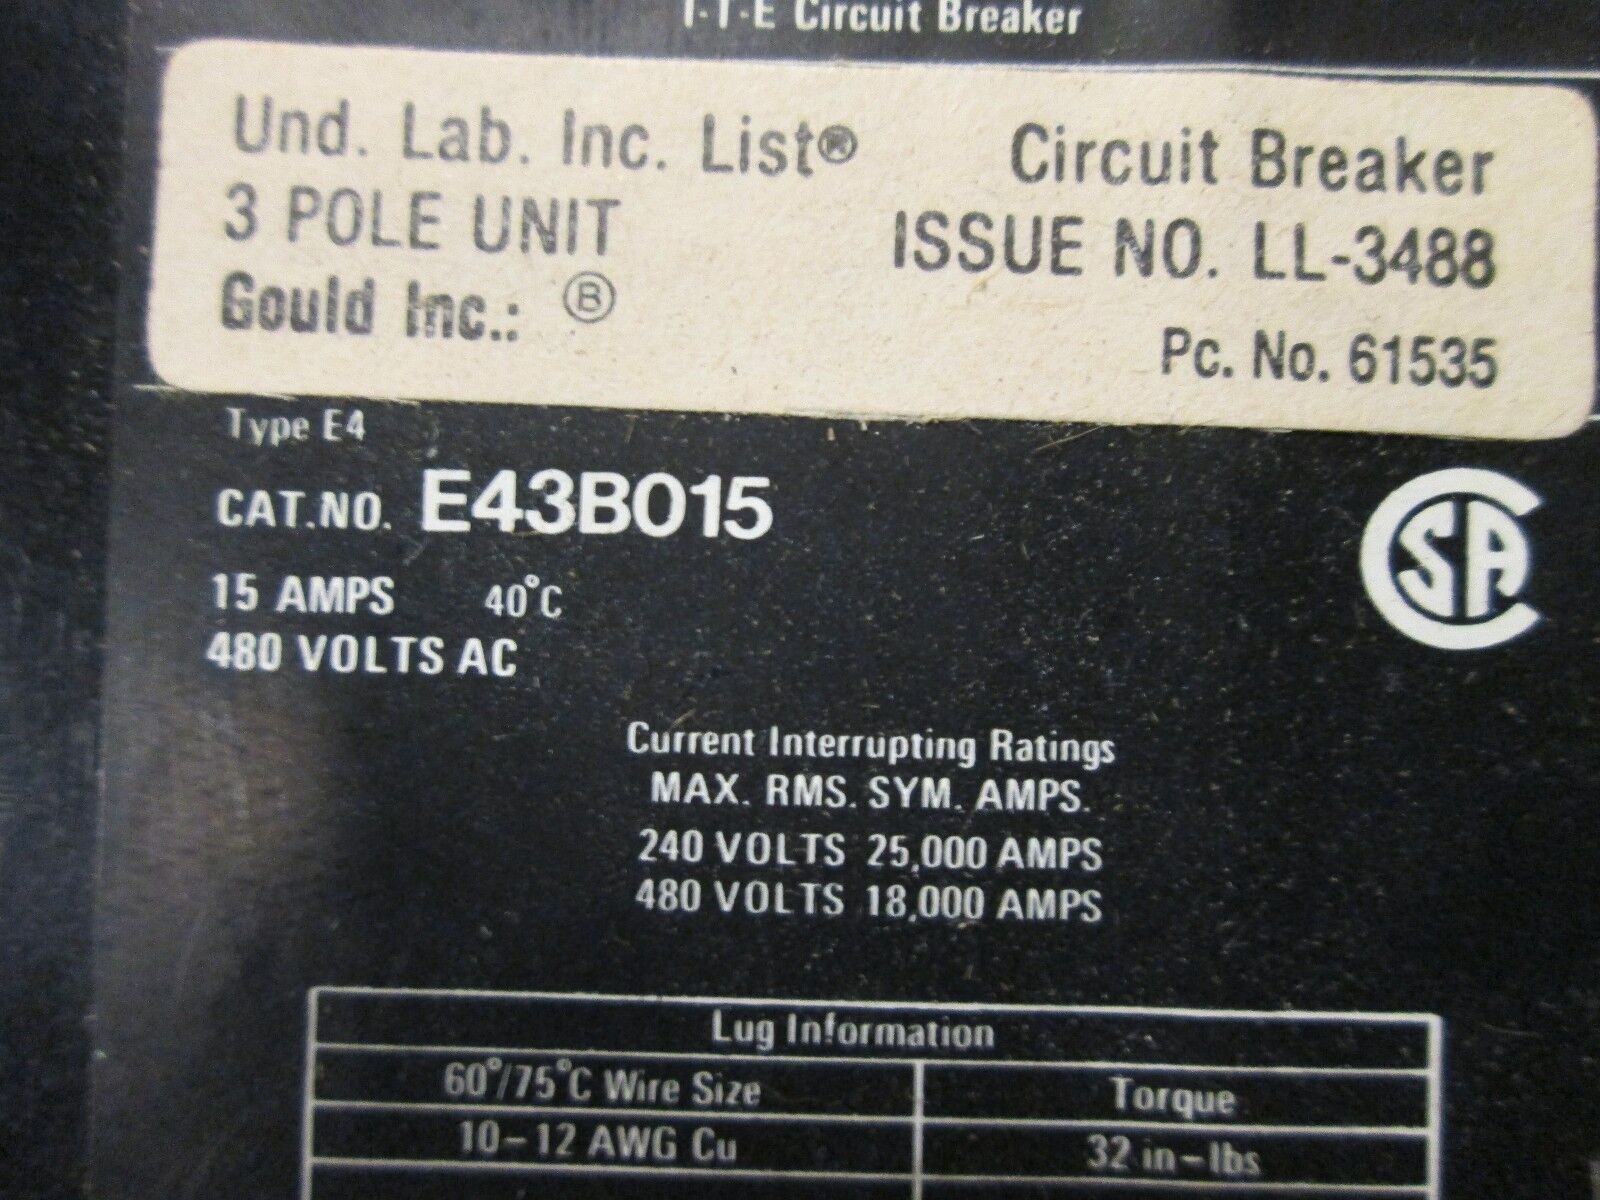 I-T-E Circuit Breaker
Und. Lab. Inc. List® Circuit Breaker
3 POLE UNIT ISSUE NO. LL-3488
Gould Inc.: Ⓑ Pc. No. 61535
Type E4
CAT.NO. E43B015
CSA
15 AMPS 40°C
480 VOLTS AC
Current Interrupting Ratings
MAX. RMS. SYM. AMPS.
240 VOLTS 25,000 AMPS
480 VOLTS 18,000 AMPS
Lug Information
60°/75°C Wire Size Torque
10-12 AWG Cu 32 in-lbs